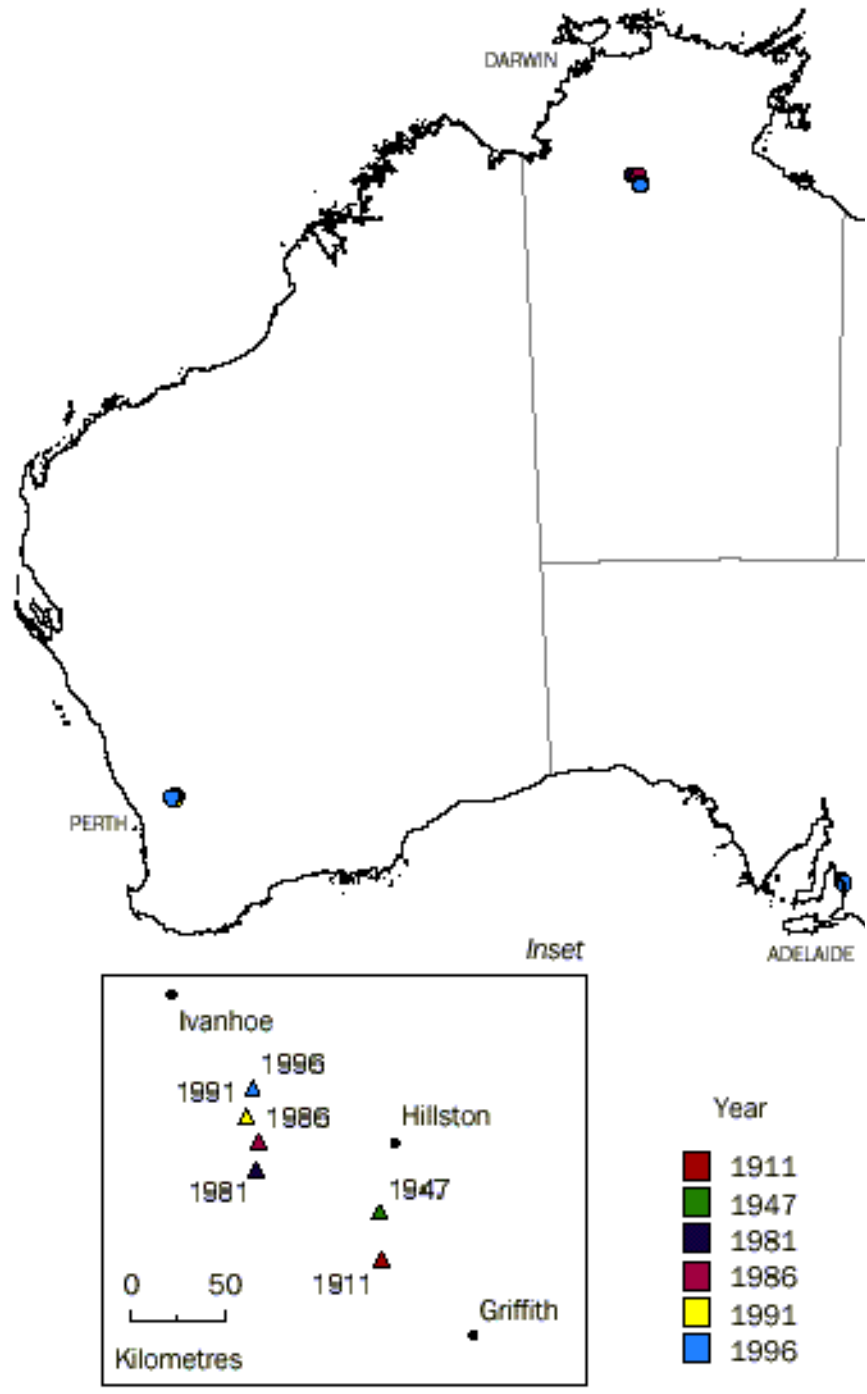 DARWIN
PERTH
Inset
ADELAIDE
Ivanhoe
1996
1991
1986
Hillston
1981
1947
1911
0 50
Griffith
Kilometres
Year
1911
1947
1981
1986
1991
1996